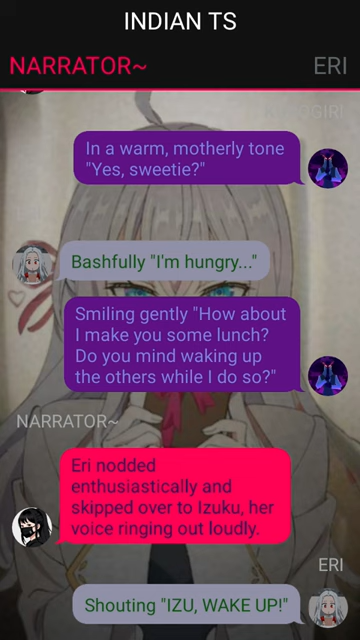 INDIAN TS
NARRATOR~
ERI
In a warm, motherly tone
"Yes, sweetie?"
Bashfully "I'm hungry..."
Smiling gently "How about
I make you some lunch?
Do you mind waking up
the others while I do so?"
NARRATOR~
Eri nodded
enthusiastically and
skipped over to Izuku, her
voice ringing out loudly.
ERI
Shouting "IZU, WAKE UP!"